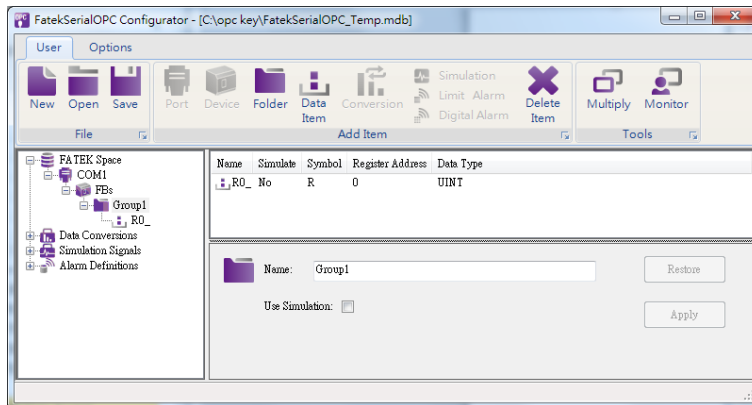 OPC FatekSerialOPC Configurator - [C:\opc key\FatekSerialOPC_Temp.mdb]
User Options
New Open Save Port Device Folder Data Item Conversion Simulation Limit Alarm Digital Alarm Delete Item Multiply Monitor
File Add Item Tools
FATEK Space
COM1
FBs
Group1
R0_
Data Conversions
Simulation Signals
Alarm Definitions
Name Simulate Symbol Register Address Data Type
R0_ No R 0 UINT
Name: Group1 Restore
Use Simulation: Apply